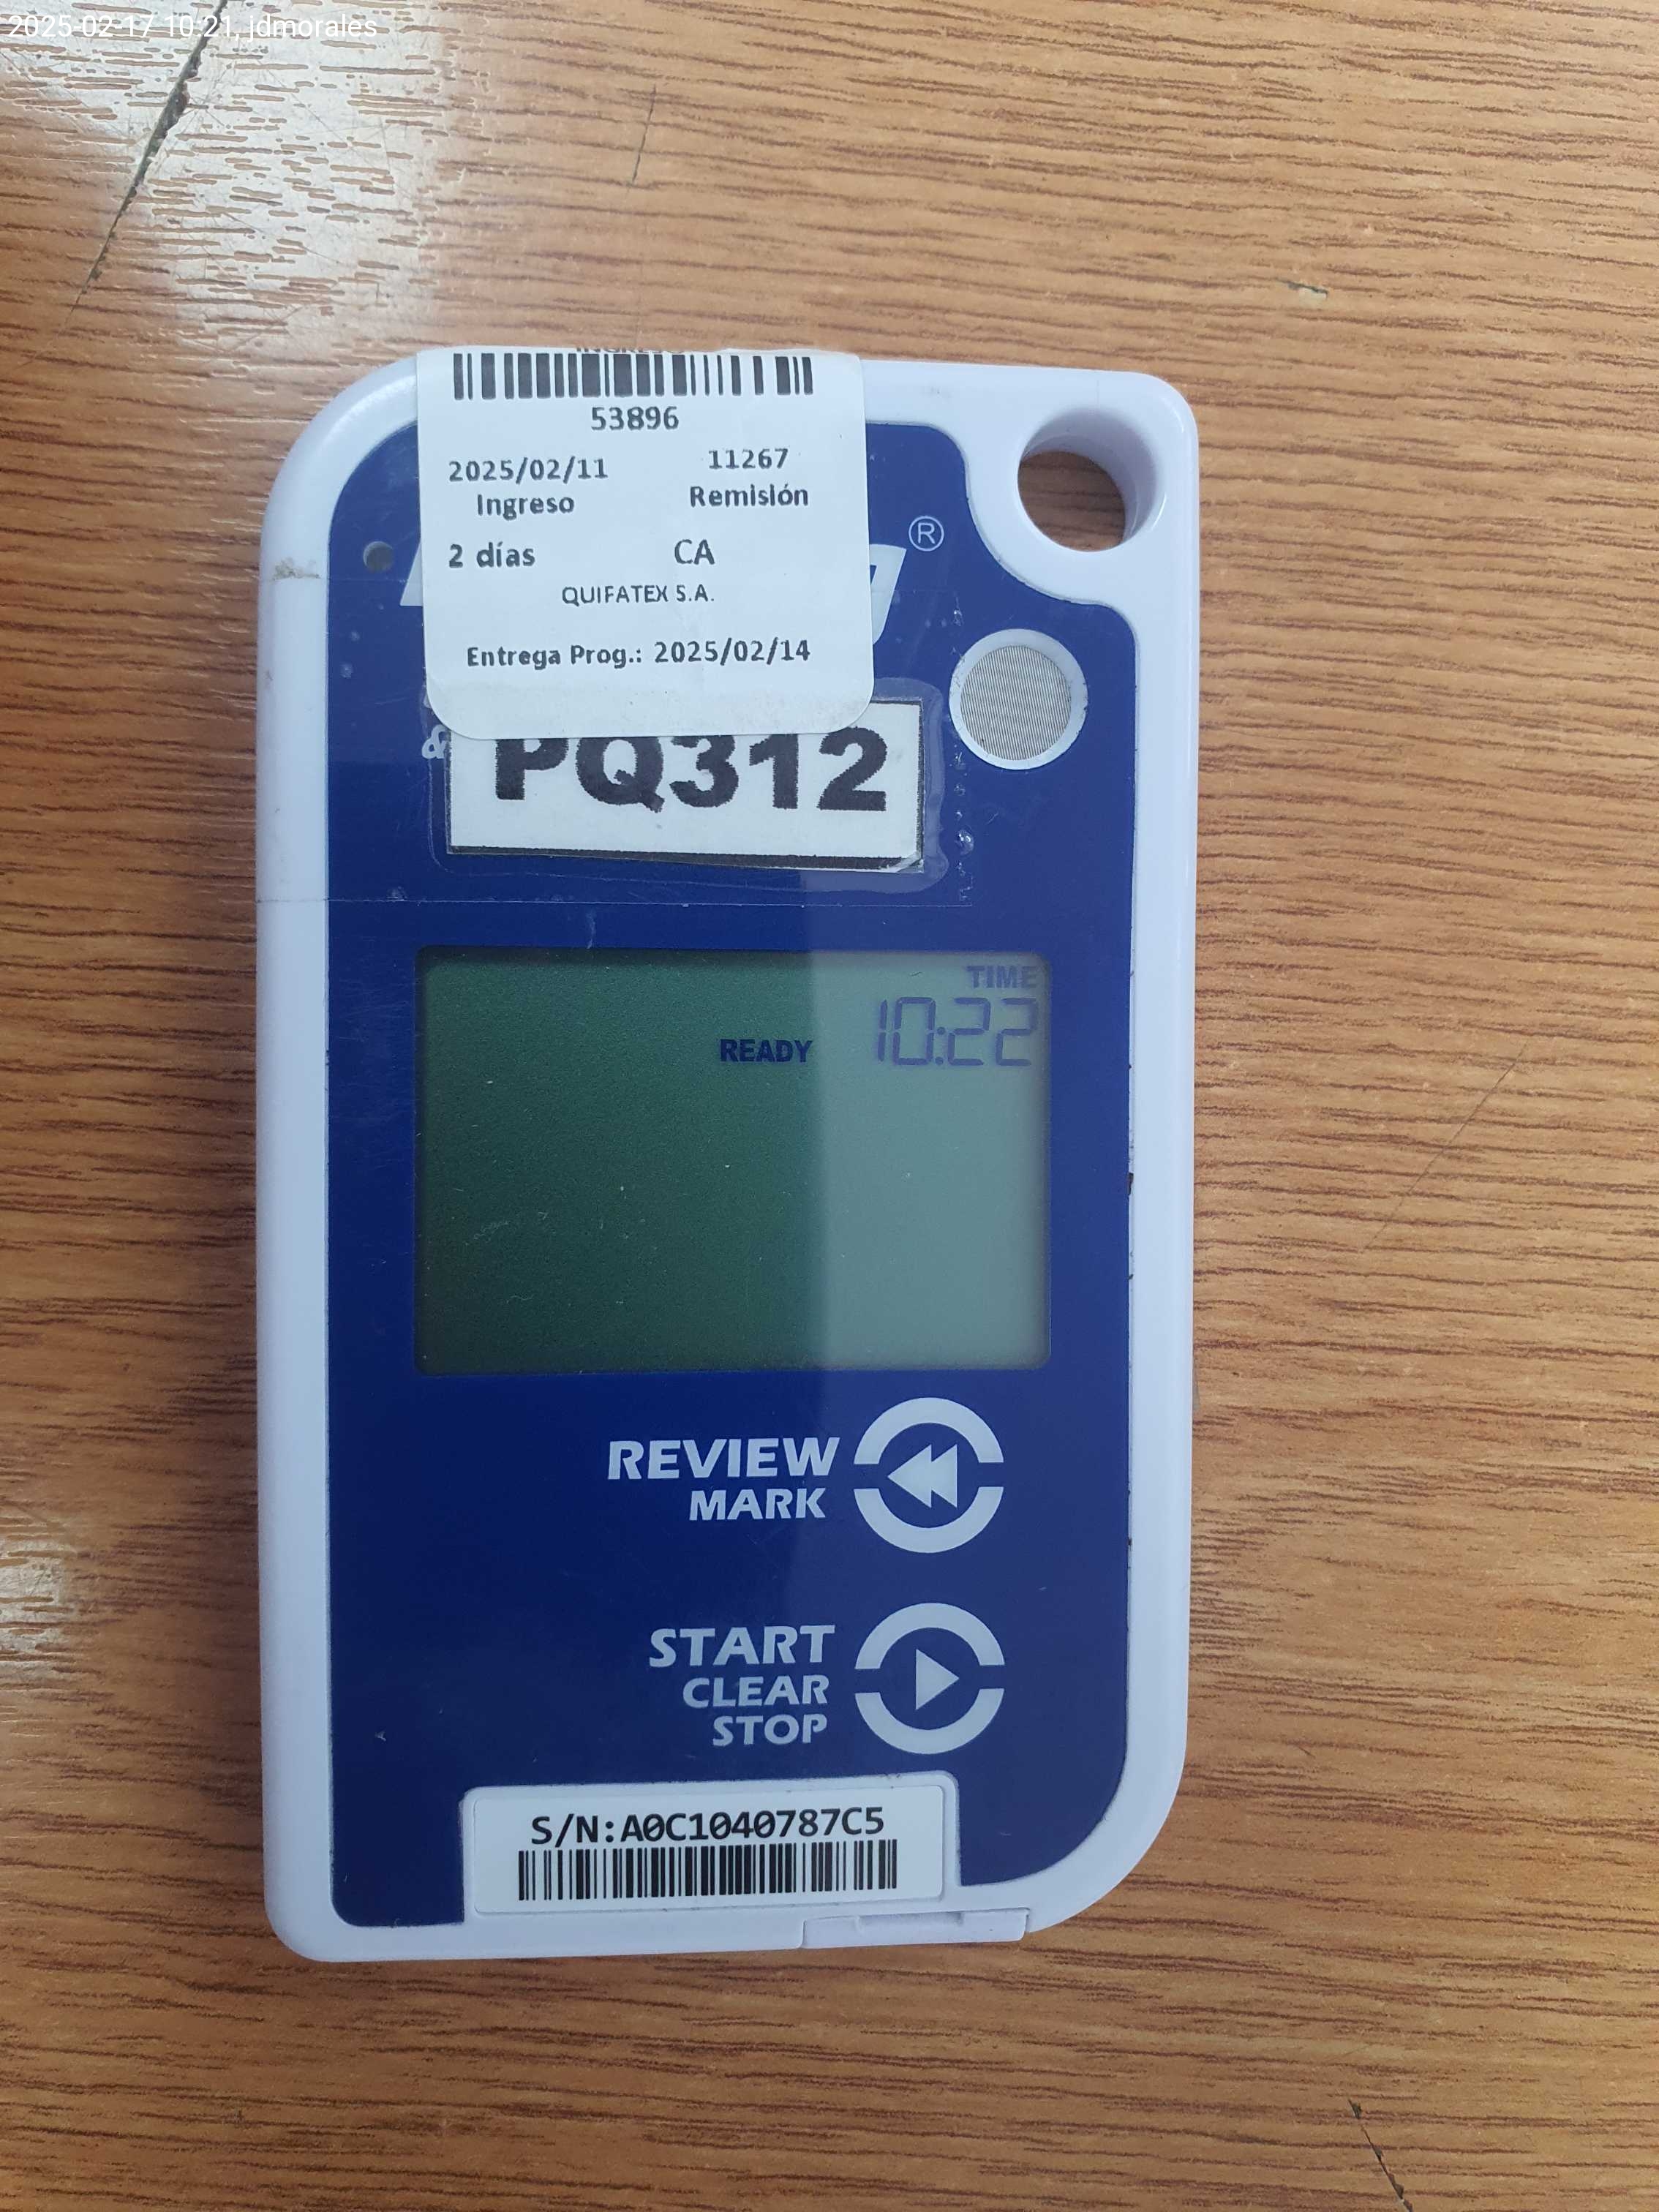 2025-02-17 10:21, jdmorales
INGRESO
53896
2025/02/11 11267
Ingreso Remisión
2 días CA
QUIFATEX S.A.
Entrega Prog.: 2025/02/14
®
&
PQ312
TIME
10:22
READY
REVIEW
MARK
START
CLEAR
STOP
S/N:A0C1040787C5